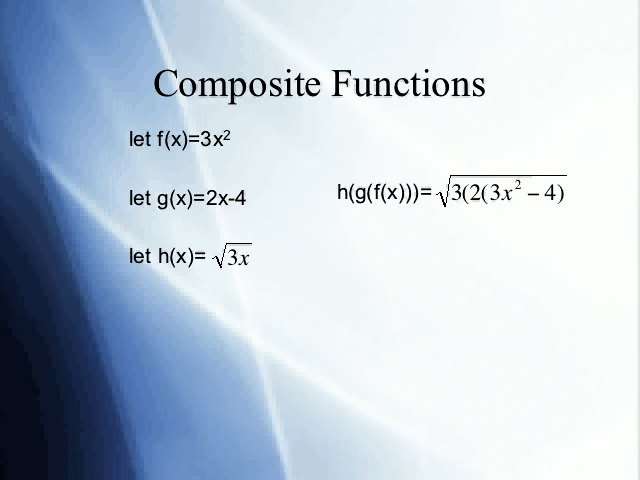 Composite Functions
let f(x)=3x²
let g(x)=2x-4
h(g(f(x)))= √3(2(3x² – 4)
let h(x)= √3x